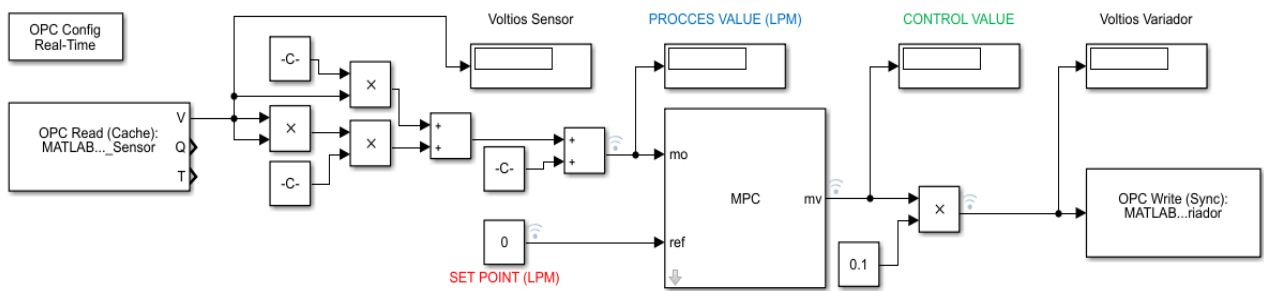 Voltios Sensor
PROCCES VALUE (LPM)
CONTROL VALUE
Voltios Variador
OPC Config
Real-Time
-C-
×
OPC Read (Cache):
MATLAB..._Sensor
V
Q
T
×
×
-C-
+
+
-C-
+
+
mo
MPC
mv
ref
×
0.1
OPC Write (Sync):
MATLAB...riador
0
SET POINT (LPM)